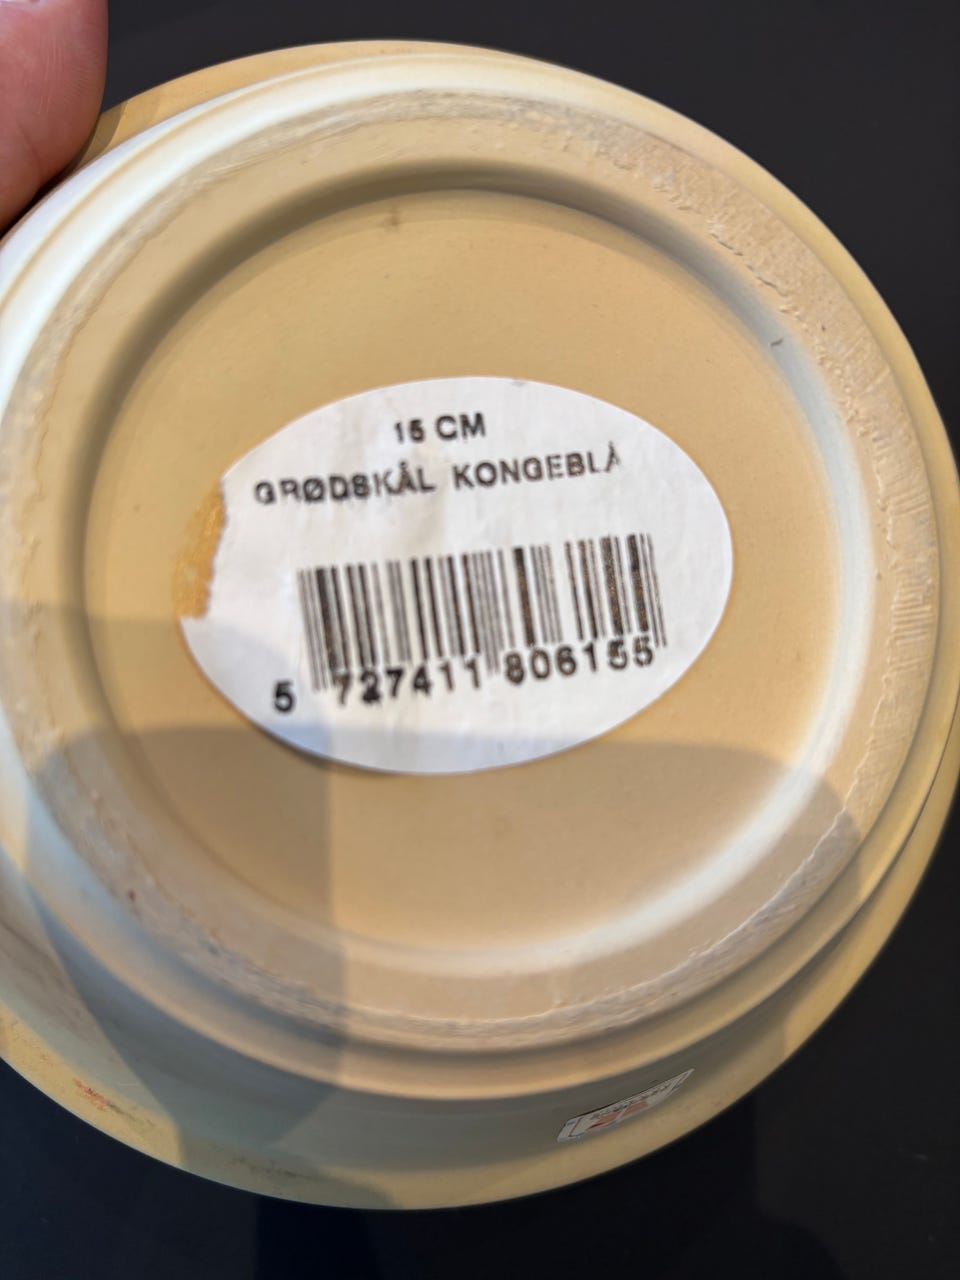 15 CM
GRØDSKÅL KONGEBLÅ
5 727411 806155